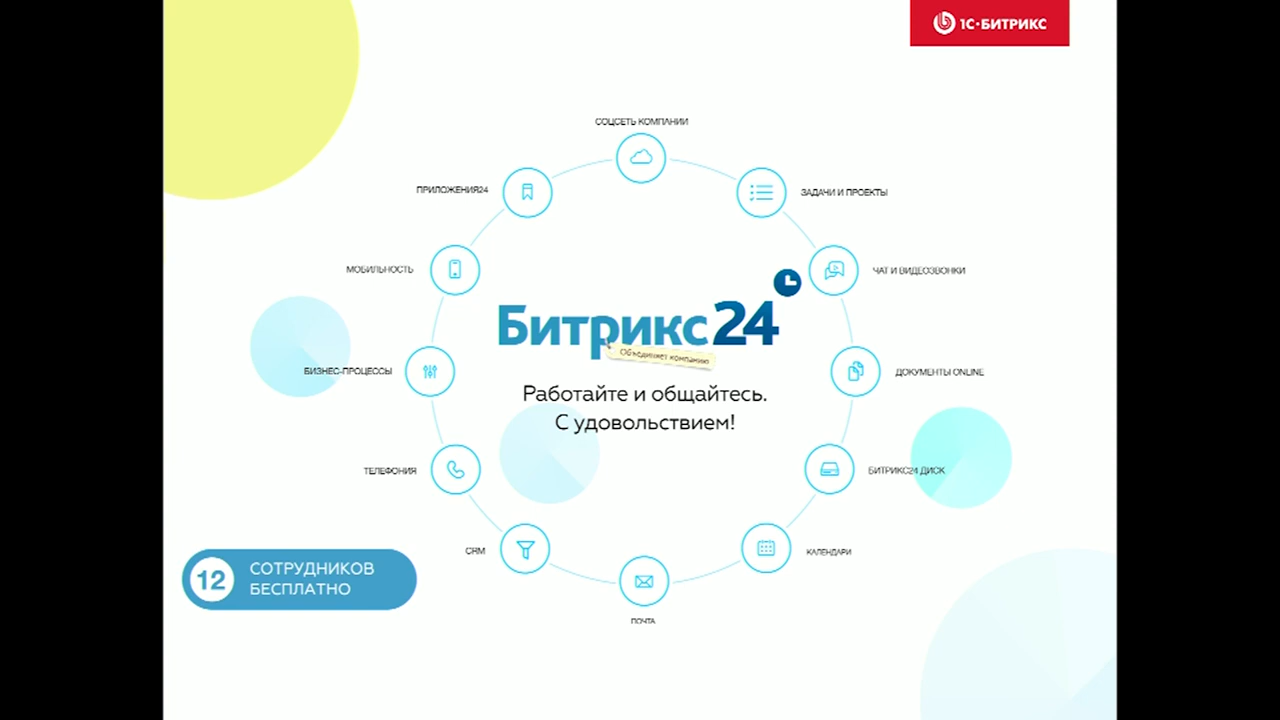 1С-БИТРИКС
СОЦСЕТЬ КОМПАНИИ
ПРИЛОЖЕНИЯ24
ЗАДАЧИ И ПРОЕКТЫ
МОБИЛЬНОСТЬ
ЧАТ И ВИДЕОЗВОНКИ
Битрикс24
Объединяет компанию
БИЗНЕС-ПРОЦЕССЫ
ДОКУМЕНТЫ ONLINE
Работайте и общайтесь.
С удовольствием!
ТЕЛЕФОНИЯ
БИТРИКС24 ДИСК
CRM
КАЛЕНДАРИ
12 СОТРУДНИКОВ
БЕСПЛАТНО
ПОЧТА